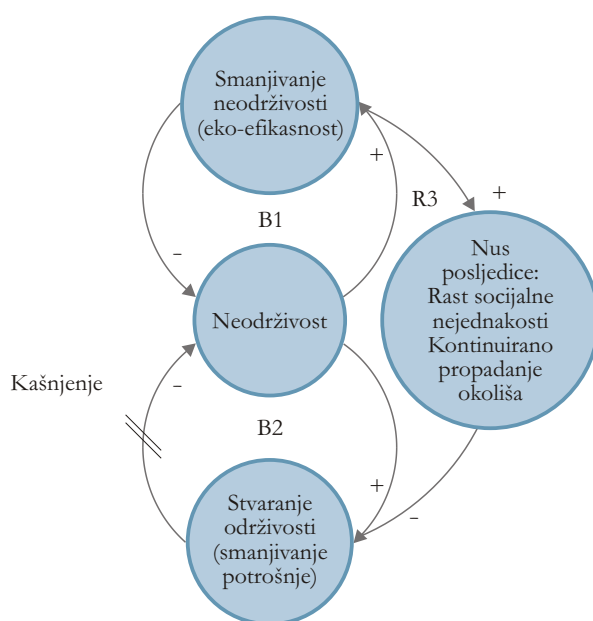 Smanjivanje
neodrživosti
(eko-efikasnost)
+
R3
+
B1
-
Nus
posljedice:
Rast socijalne
nejednakosti
Kontinuirano
propadanje
okoliša
Neodrživost
Kašnjenje
-
B2
+
-
Stvaranje
održivosti
(smanjivanje
potrošnje)